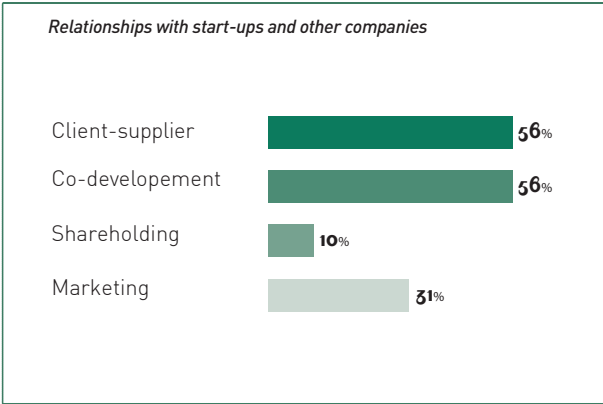 Relationships with start-ups and other companies
Client-supplier 56%
Co-developement 56%
Shareholding 10%
Marketing 31%